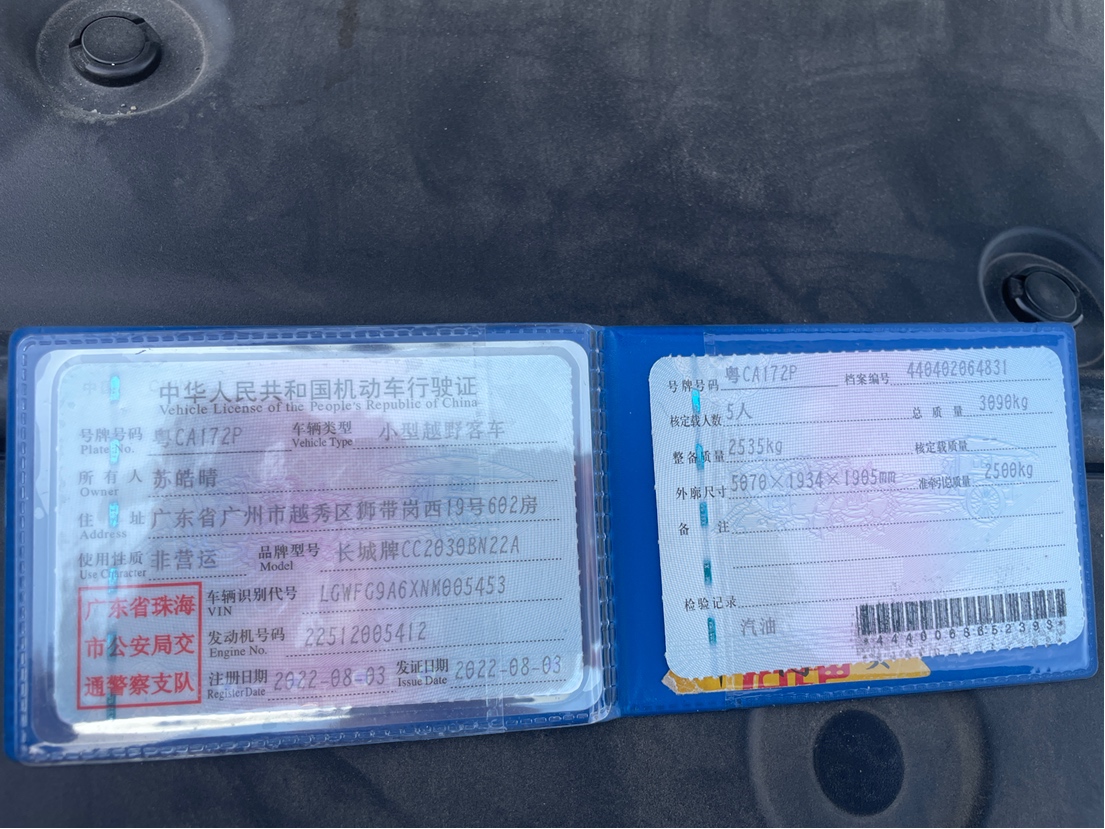 中华人民共和国机动车行驶证
Vehicle License of the People's Republic of China
号牌号码 粤CA172P 车辆类型 小型越野客车
Plate No. Vehicle Type
所有人 苏皓晴
Owner
住址 广东省广州市越秀区狮带岗西19号602房
Address
使用性质 非营运 品牌型号 长城牌CC2030BN22A
Use Character Model
广东省珠海
市公安局交
通警察支队
车辆识别代号 LGWFG9A6XNM005453
VIN
发动机号码 22512005412
Engine No.
注册日期 2022-08-03 发证日期 2022-08-03
Register Date Issue Date
号牌号码 粤CA172P 档案编号 440402064831
核定载人数 5人 总质量 3090kg
整备质量 2535kg 核定载质量
外廓尺寸 5070×1934×1905mm 准牵引总质量 2500kg
备注
检验记录
汽油